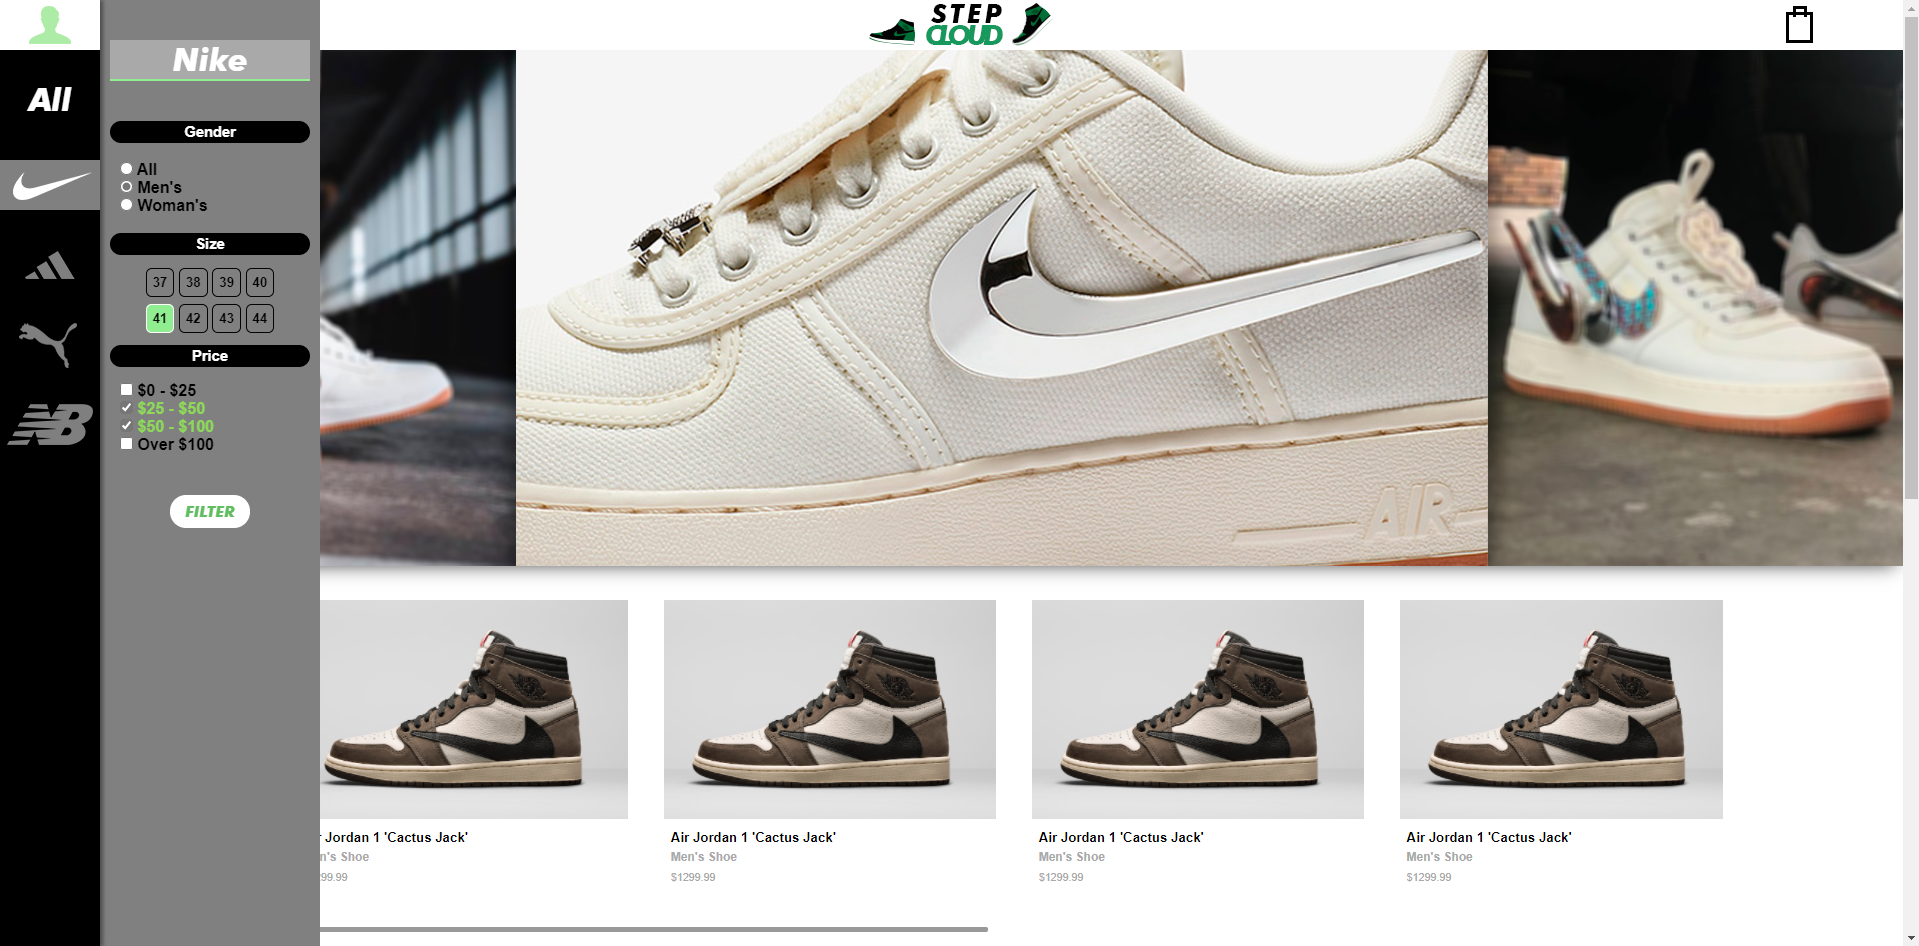 STEP
CLOUD
All
Nike
Gender
All
Men's
Woman's
Size
37 38 39 40
41 42 43 44
Price
$0 - $25
$25 - $50
$50 - $100
Over $100
FILTER
NB
AIR
r Jordan 1 'Cactus Jack'
n's Shoe
99.99
Air Jordan 1 'Cactus Jack'
Men's Shoe
$1299.99
Air Jordan 1 'Cactus Jack'
Men's Shoe
$1299.99
Air Jordan 1 'Cactus Jack'
Men's Shoe
$1299.99